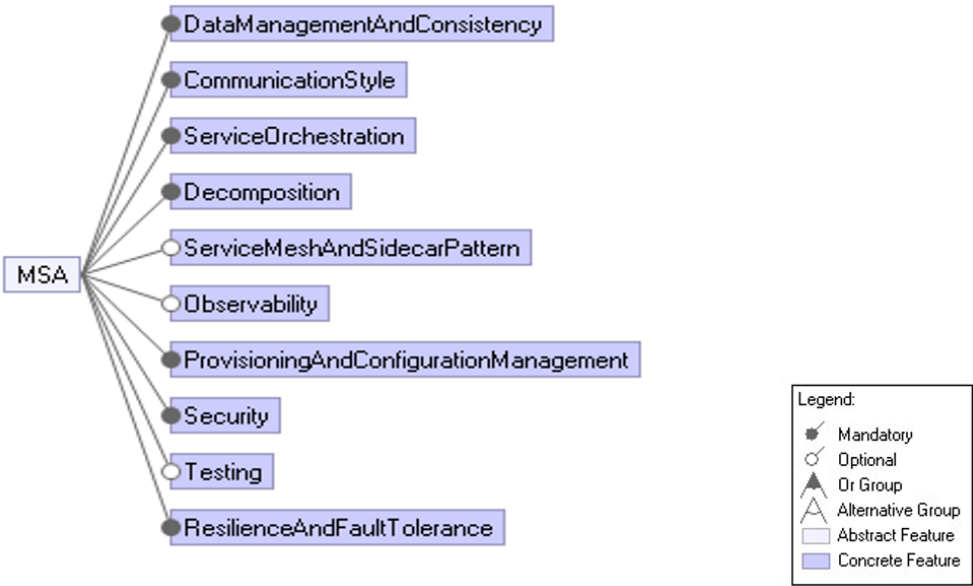 DataManagementAndConsistency
CommunicationStyle
ServiceOrchestration
Decomposition
ServiceMeshAndSidecarPattern
MSA
Observability
ProvisioningAndConfigurationManagement
Security
Testing
ResilienceAndFaultTolerance
Legend:
Mandatory
Optional
Or Group
Alternative Group
Abstract Feature
Concrete Feature